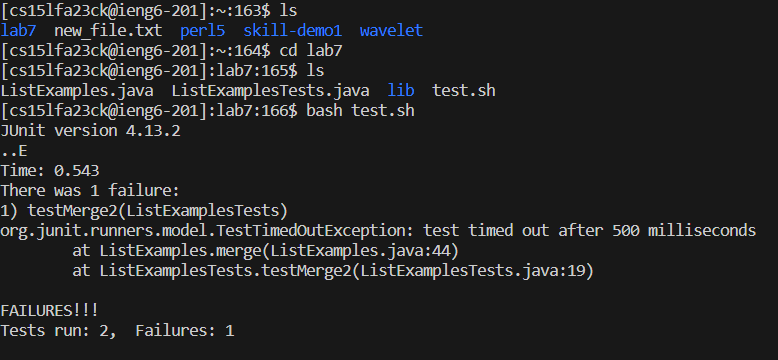 [cs15lfa23ck@ieng6-201]:~:163$ ls
lab7  new_file.txt  perl5  skill-demo1  wavelet
[cs15lfa23ck@ieng6-201]:~:164$ cd lab7
[cs15lfa23ck@ieng6-201]:lab7:165$ ls
ListExamples.java  ListExamplesTests.java  lib  test.sh
[cs15lfa23ck@ieng6-201]:lab7:166$ bash test.sh
JUnit version 4.13.2
..E
Time: 0.543
There was 1 failure:
1) testMerge2(ListExamplesTests)
org.junit.runners.model.TestTimedOutException: test timed out after 500 milliseconds
        at ListExamples.merge(ListExamples.java:44)
        at ListExamplesTests.testMerge2(ListExamplesTests.java:19)

FAILURES!!!
Tests run: 2,  Failures: 1